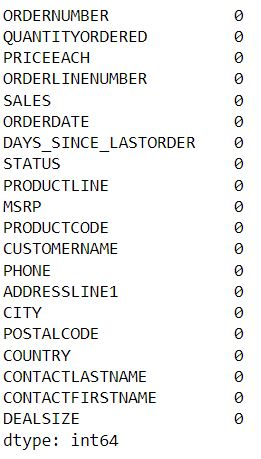 ORDERNUMBER 0
QUANTITYORDERED 0
PRICEEACH 0
ORDERLINENUMBER 0
SALES 0
ORDERDATE 0
DAYS_SINCE_LASTORDER 0
STATUS 0
PRODUCTLINE 0
MSRP 0
PRODUCTCODE 0
CUSTOMERNAME 0
PHONE 0
ADDRESSLINE1 0
CITY 0
POSTALCODE 0
COUNTRY 0
CONTACTLASTNAME 0
CONTACTFIRSTNAME 0
DEALSIZE 0
dtype: int64